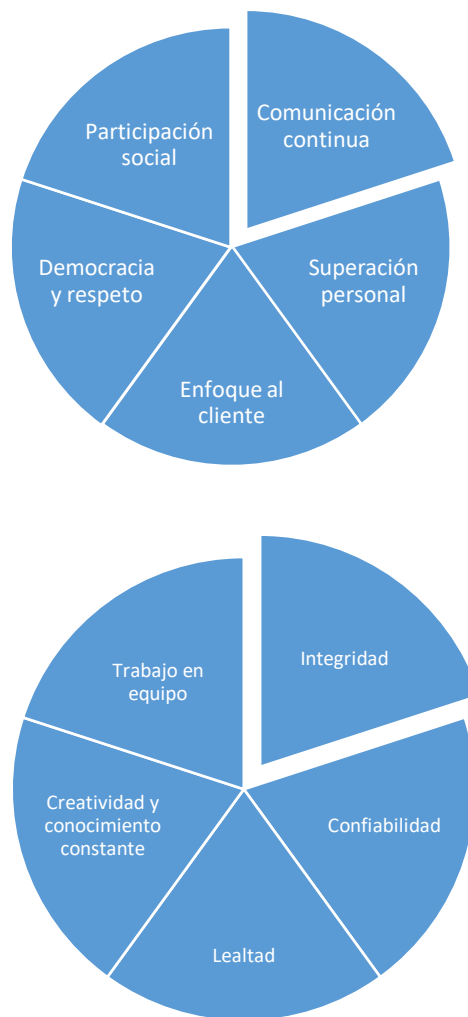 Comunicación
continua
Superación
personal
Enfoque al
cliente
Democracia
y respeto
Participación
social
Integridad
Confiabilidad
Lealtad
Creatividad y
conocimiento
constante
Trabajo en
equipo